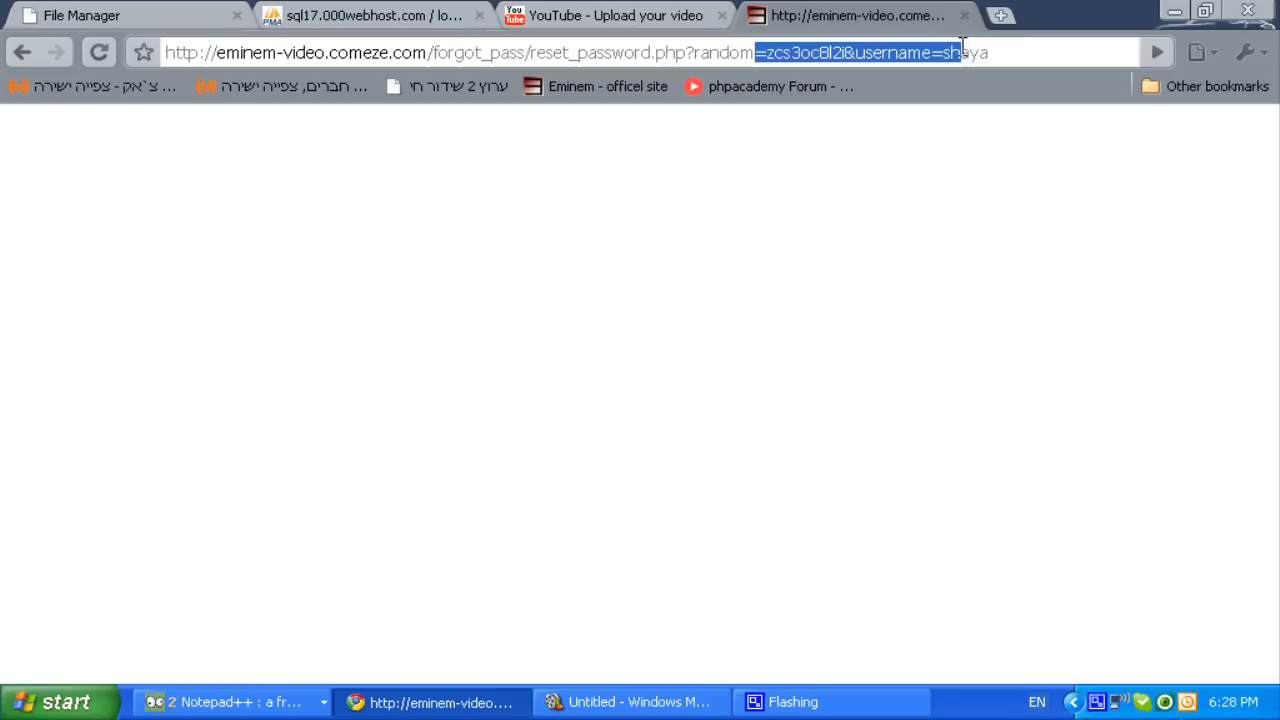 File Manager
sql17.000webhost.com / lo...
YouTube - Upload your video
http://eminem-video.come...
http://eminem-video.comeze.com/forgot_pass/reset_password.php?random=zcs3oc8l2i&username=shaya
צ`אק - צפייה ישירה ...
חברים, צפייה ישירה ...
ערוץ 2 שידור חי
Eminem - officel site
phpacademy Forum - ...
Other bookmarks
start
2 Notepad++ : a fr...
http://eminem-video....
Untitled - Windows M...
Flashing
EN
6:28 PM